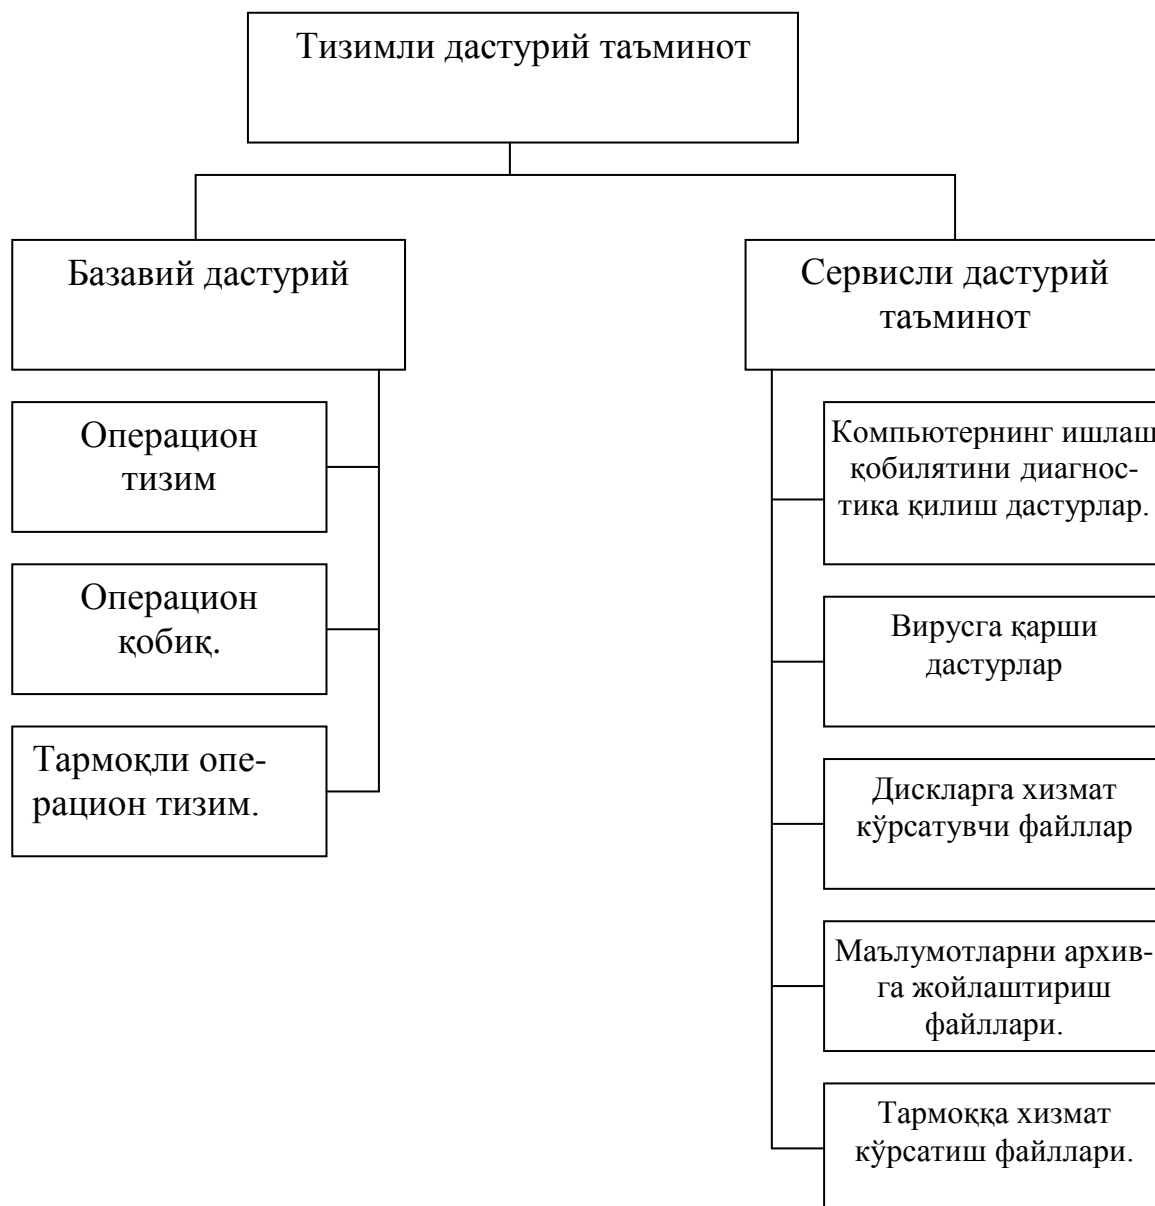 Тизимли дастурий таъминот
Базавий дастурий
Операцион
тизим
Операцион
қобиқ.
Тармоқли опе-
рацион тизим.
Сервисли дастурий
таъминот
Компьютернинг ишлаш
қобилятини диагнос-
тика қилиш дастурлар.
Вирусга қарши
дастурлар
Дискларга хизмат
кўрсатувчи файллар
Маълумотларни архив-
га жойлаштириш
файллари.
Тармоққа хизмат
кўрсатиш файллари.